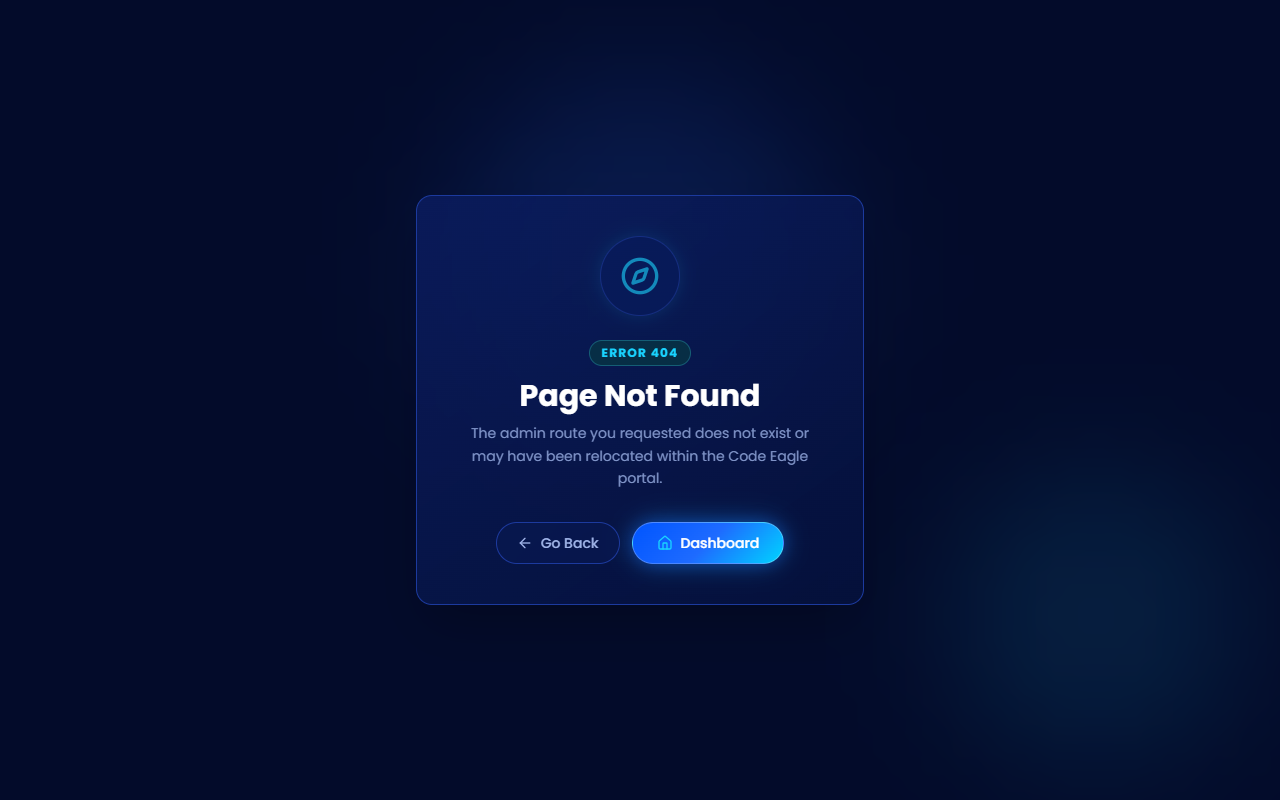 ERROR 404
Page Not Found
The admin route you requested does not exist or
may have been relocated within the Code Eagle
portal.
Go Back
Dashboard